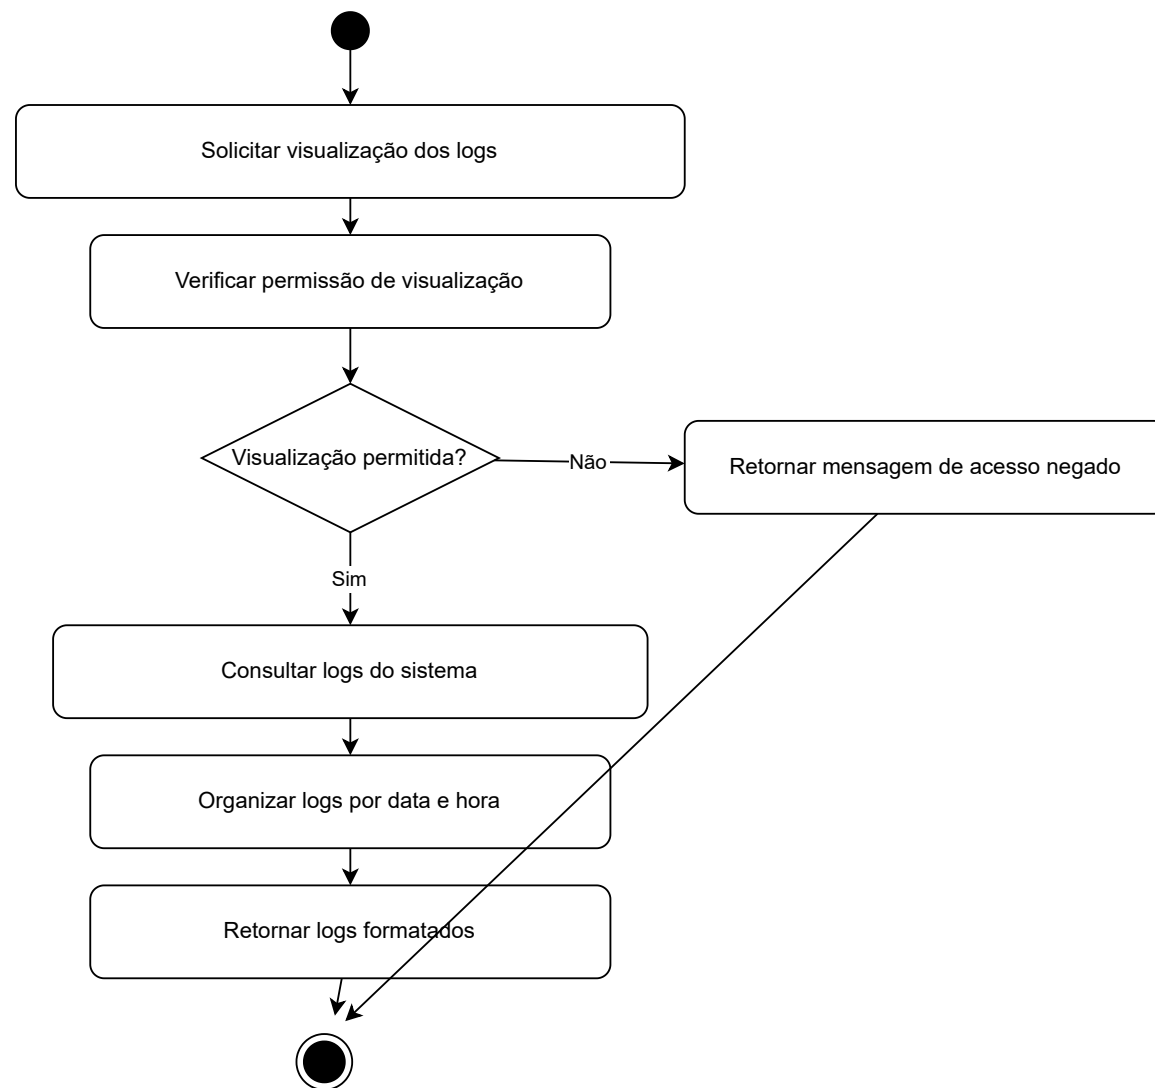 Solicitar visualização dos logs
Verificar permissão de visualização
Visualização permitida?
Não
Retornar mensagem de acesso negado
Sim
Consultar logs do sistema
Organizar logs por data e hora
Retornar logs formatados